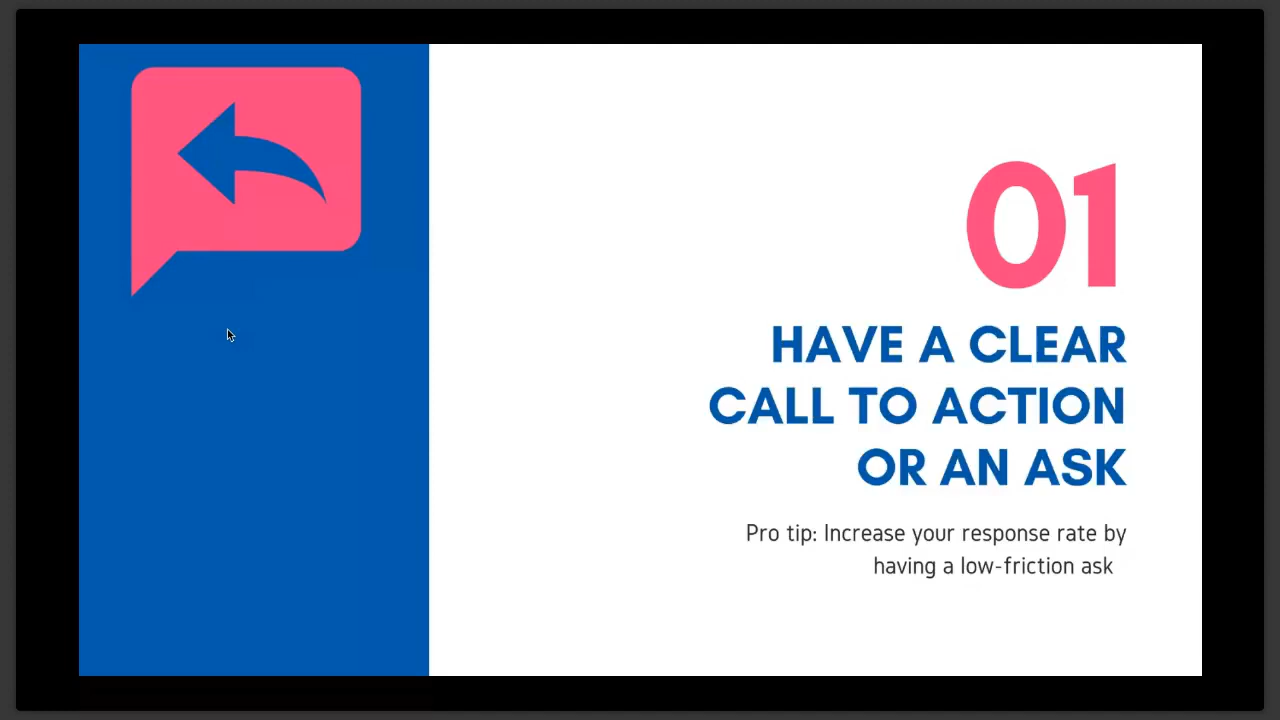 01
HAVE A CLEAR
CALL TO ACTION
OR AN ASK
Pro tip: Increase your response rate by
having a low-friction ask